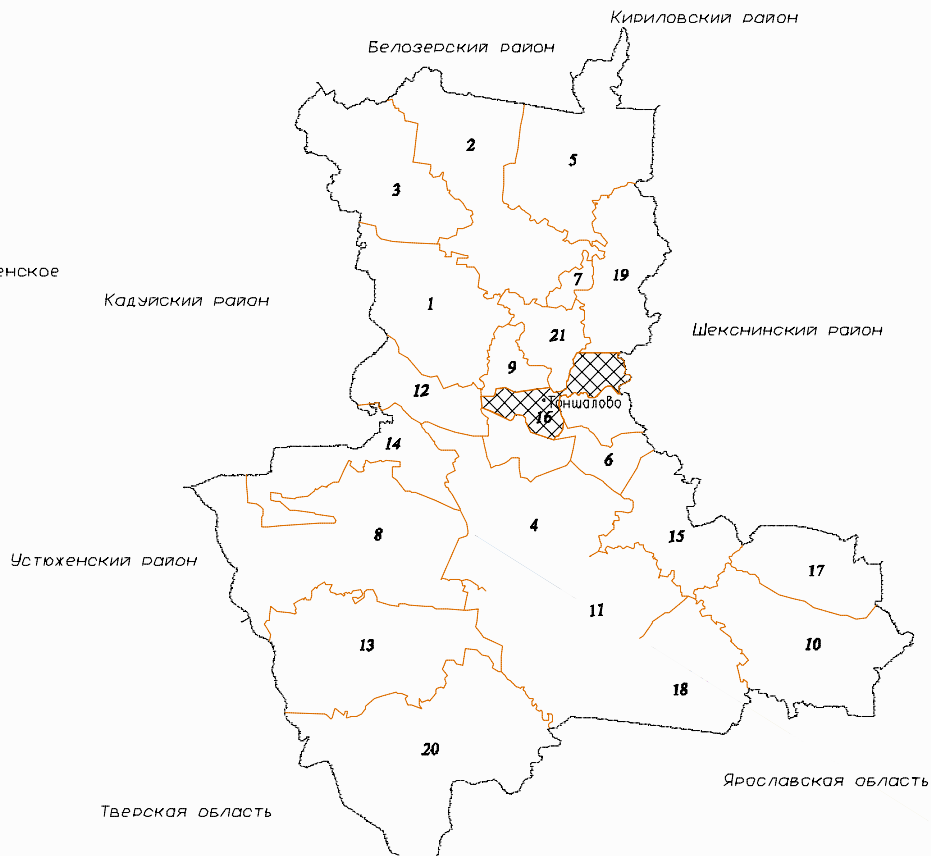 Кириловский район
Белозерский район
2
5
3
енское
7
19
Кадуйский район
1
21
Шекснинский район
9
12
Тоншалово
16
14
6
4
8
15
Устюженский район
17
11
13
10
18
20
Ярославская область
Тверская область